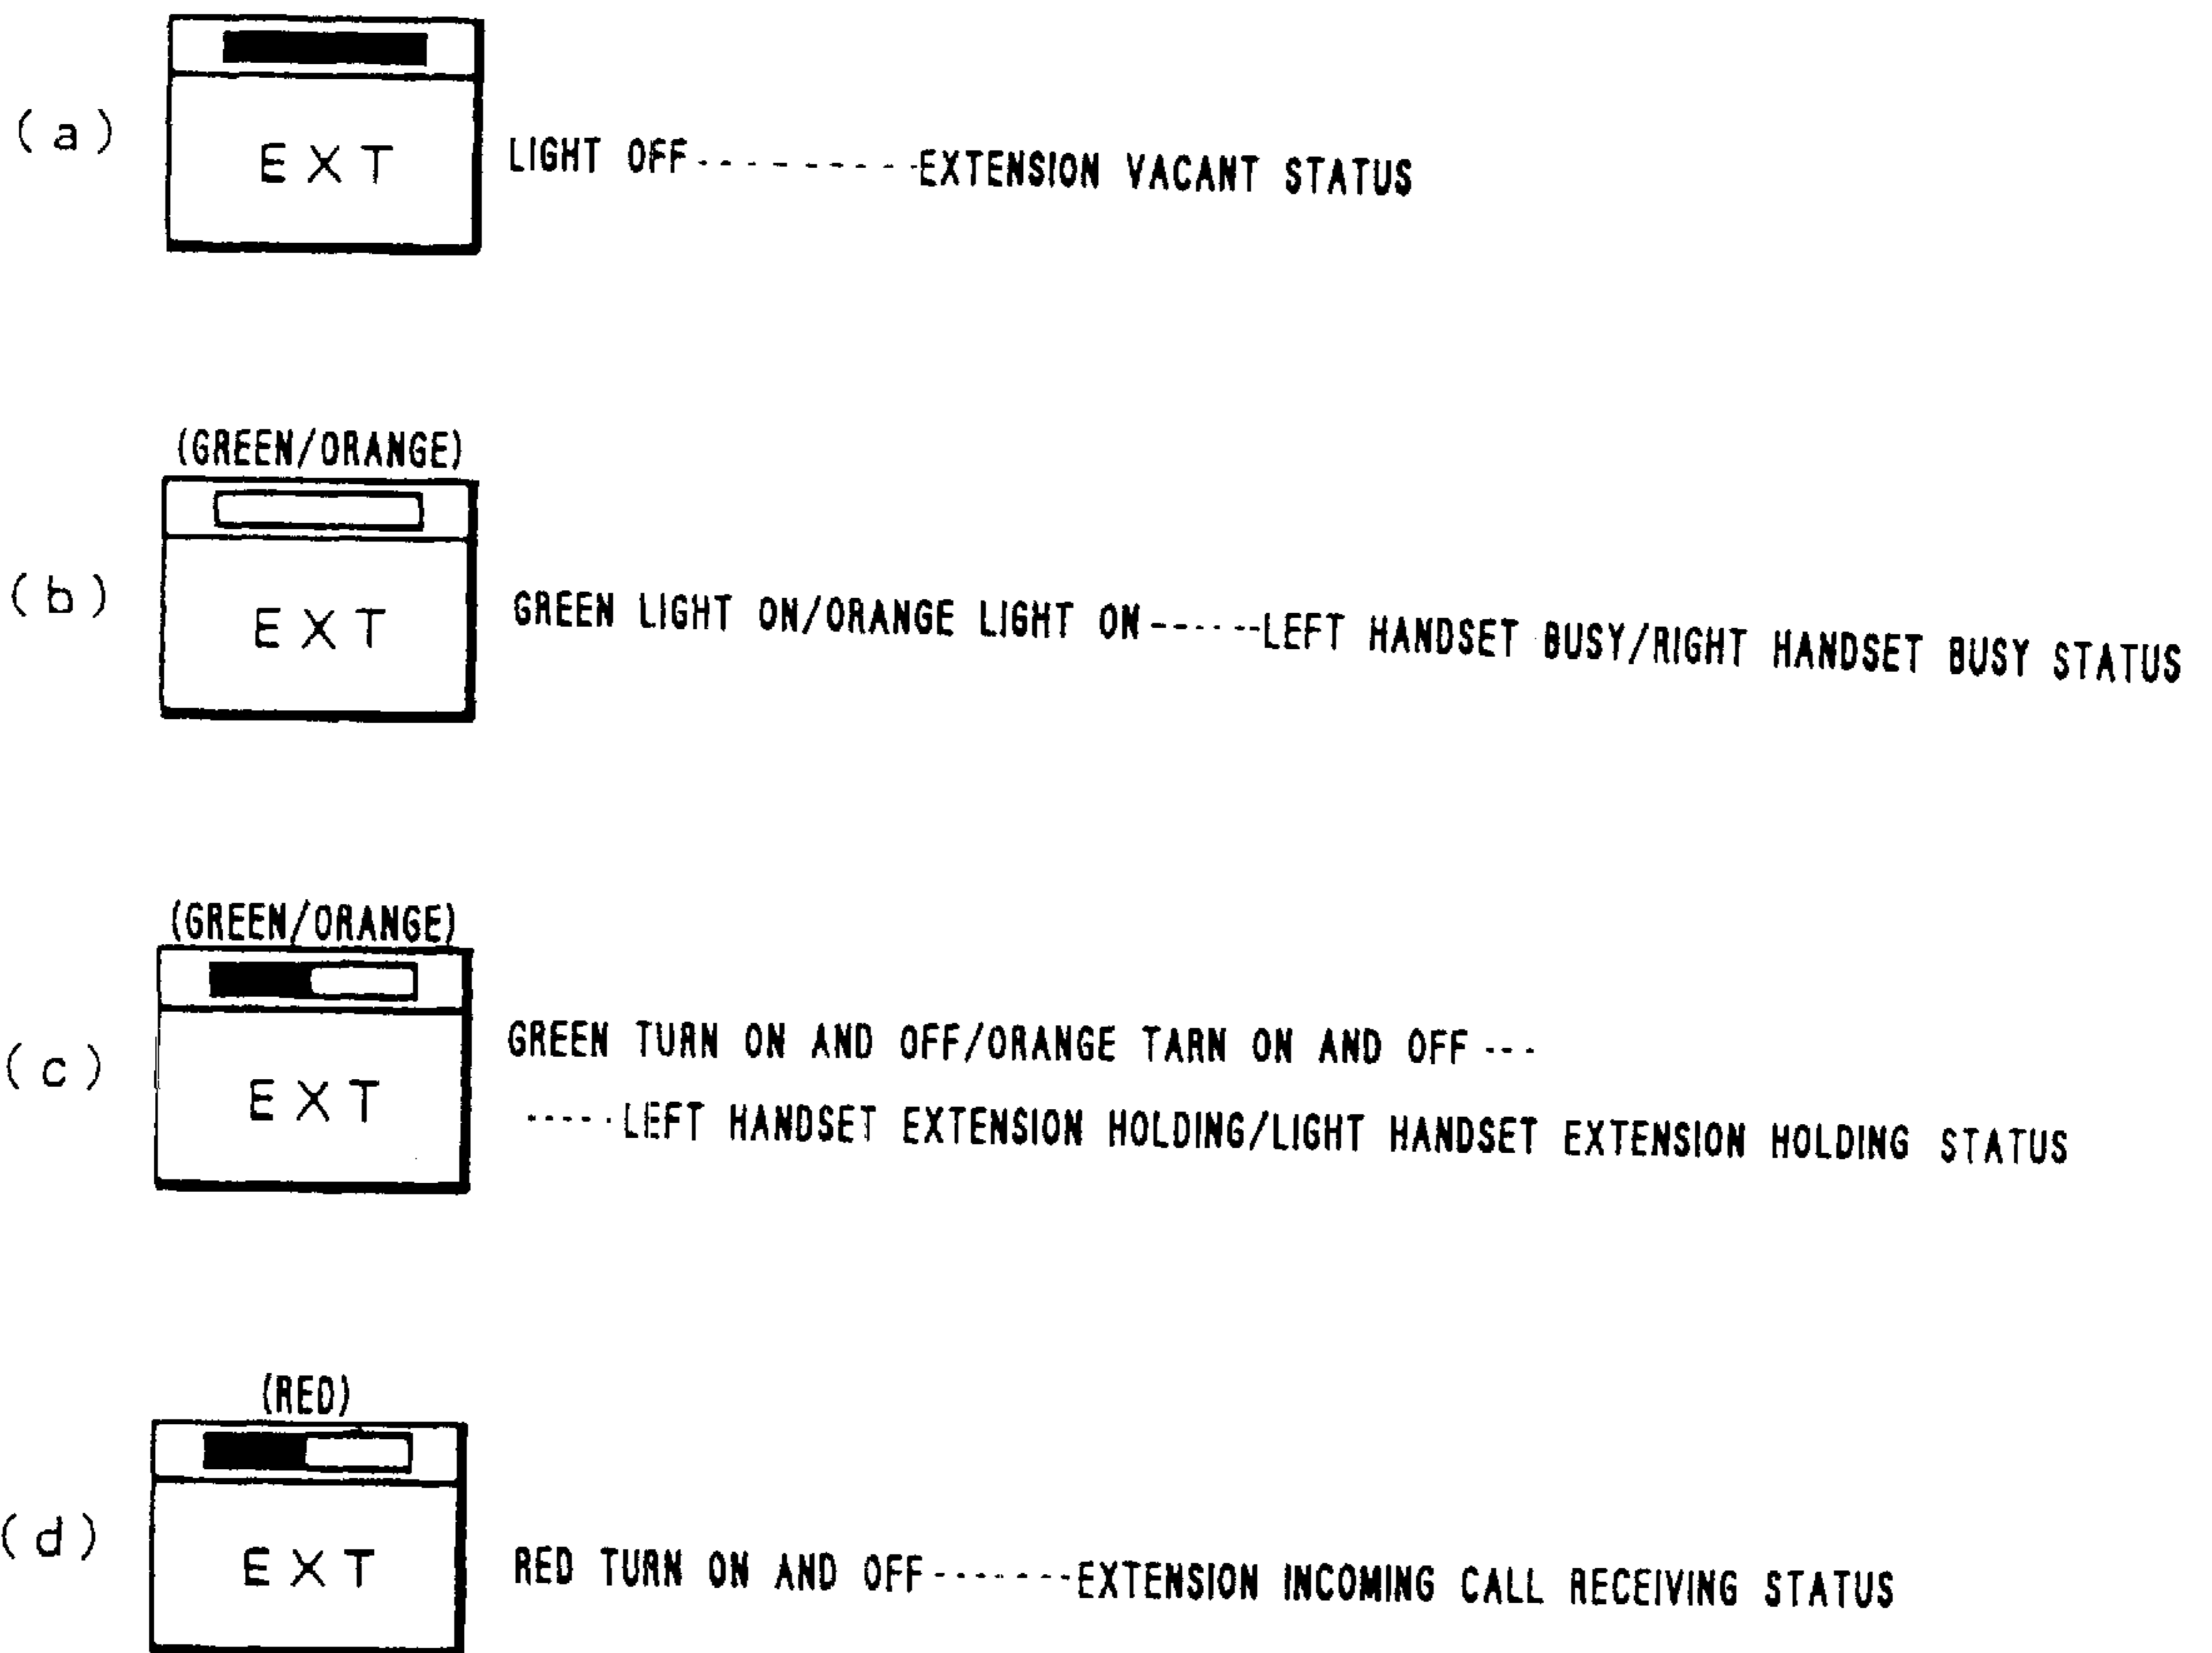 (a)
EXT
LIGHT OFF----------EXTENSION VACANT STATUS
(GREEN/ORANGE)
(b)
EXT
GREEN LIGHT ON/ORANGE LIGHT ON------LEFT HANDSET BUSY/RIGHT HANDSET BUSY STATUS
(GREEN/ORANGE)
(c)
EXT
GREEN TURN ON AND OFF/ORANGE TARN ON AND OFF---
-----LEFT HANDSET EXTENSION HOLDING/LIGHT HANDSET EXTENSION HOLDING STATUS
(RED)
(d)
EXT
RED TURN ON AND OFF-------EXTENSION INCOMING CALL RECEIVING STATUS